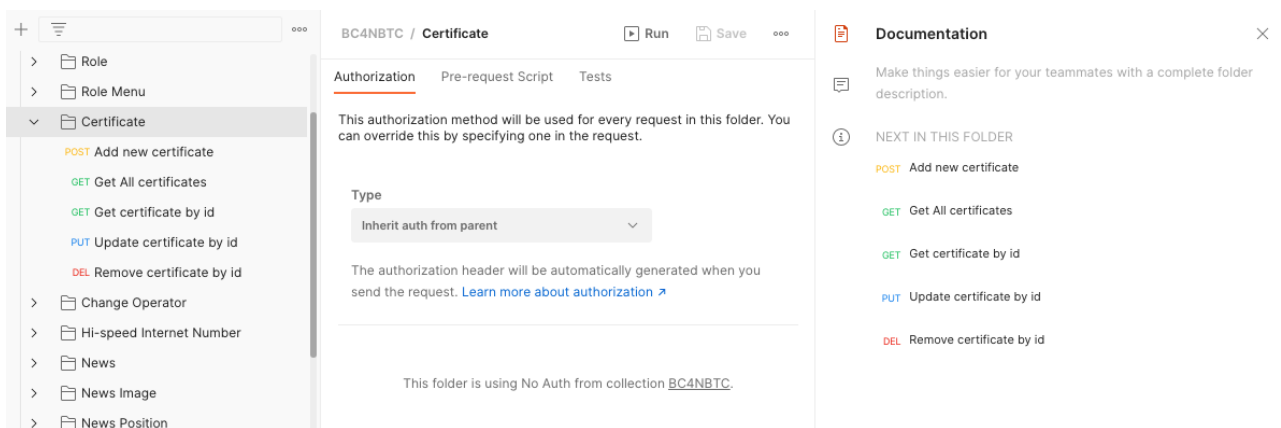 Role
Role Menu
Certificate
POST Add new certificate
GET Get All certificates
GET Get certificate by id
PUT Update certificate by id
DEL Remove certificate by id
Change Operator
Hi-speed Internet Number
News
News Image
News Position
BC4NBTC / Certificate
Run
Save
Authorization
Pre-request Script
Tests
This authorization method will be used for every request in this folder. You
can override this by specifying one in the request.
Type
Inherit auth from parent
The authorization header will be automatically generated when you
send the request. Learn more about authorization ↗
This folder is using No Auth from collection BC4NBTC.
Documentation
Make things easier for your teammates with a complete folder
description.
NEXT IN THIS FOLDER
POST Add new certificate
GET Get All certificates
GET Get certificate by id
PUT Update certificate by id
DEL Remove certificate by id